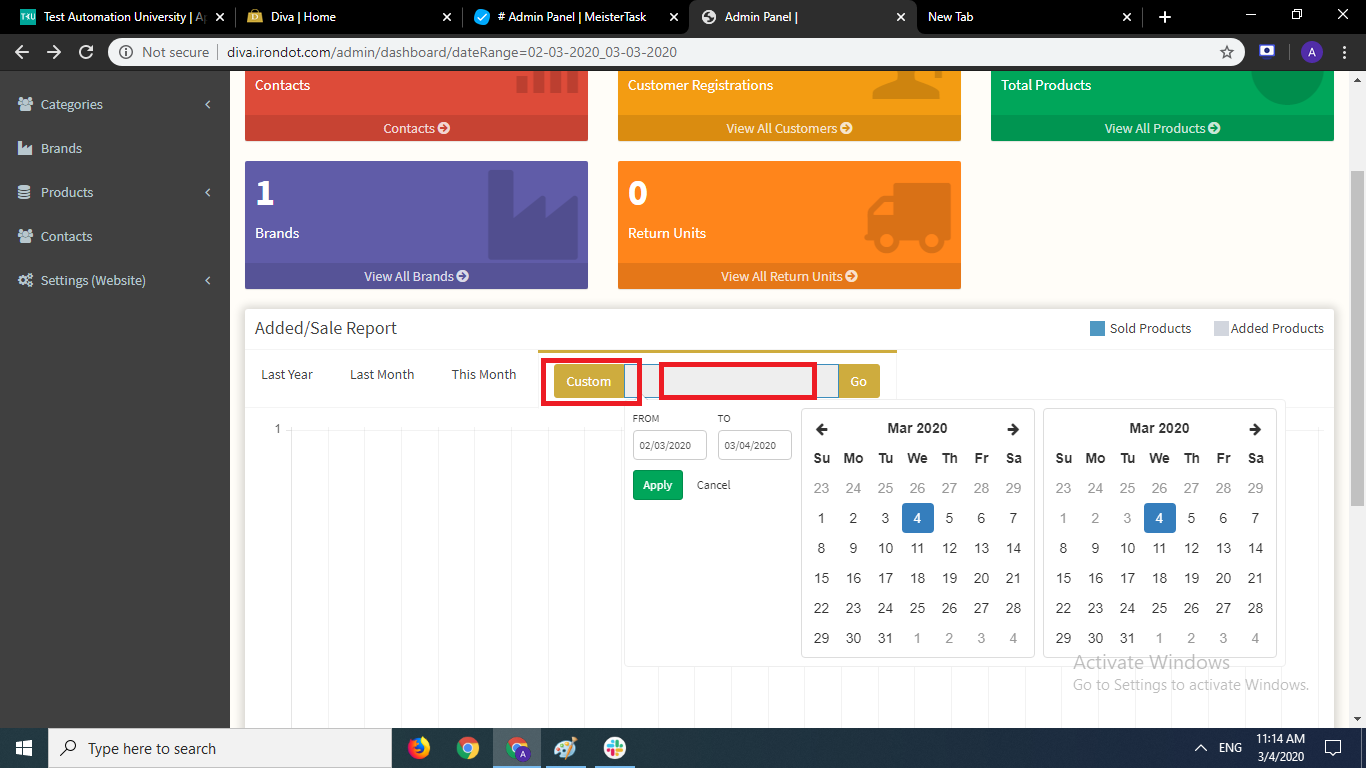 Test Automation University | Ap
Diva | Home
# Admin Panel | MeisterTask
Admin Panel |
New Tab
Not secure
diva.irondot.com/admin/dashboard/dateRange=02-03-2020_03-03-2020
A
Categories
Brands
Products
Contacts
Settings (Website)
Contacts
Customer Registrations
Total Products
Contacts
View All Customers
View All Products
1
0
Brands
Return Units
View All Brands
View All Return Units
Added/Sale Report
Sold Products
Added Products
Last Year
Last Month
This Month
Custom
Go
1
FROM
TO
02/03/2020
03/04/2020
Apply
Cancel
Mar 2020
Su Mo Tu We Th Fr Sa
23 24 25 26 27 28 29
1 2 3 4 5 6 7
8 9 10 11 12 13 14
15 16 17 18 19 20 21
22 23 24 25 26 27 28
29 30 31 1 2 3 4
Mar 2020
Su Mo Tu We Th Fr Sa
23 24 25 26 27 28 29
1 2 3 4 5 6 7
8 9 10 11 12 13 14
15 16 17 18 19 20 21
22 23 24 25 26 27 28
29 30 31 1 2 3 4
Activate Windows
Go to Settings to activate Windows.
Type here to search
A
ENG
11:14 AM
3/4/2020